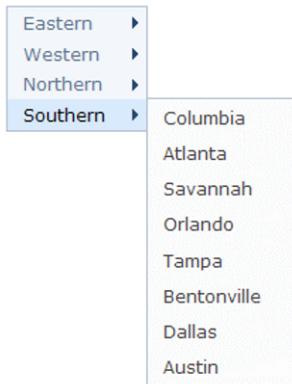 Eastern
Western
Northern
Southern
Columbia
Atlanta
Savannah
Orlando
Tampa
Bentonville
Dallas
Austin